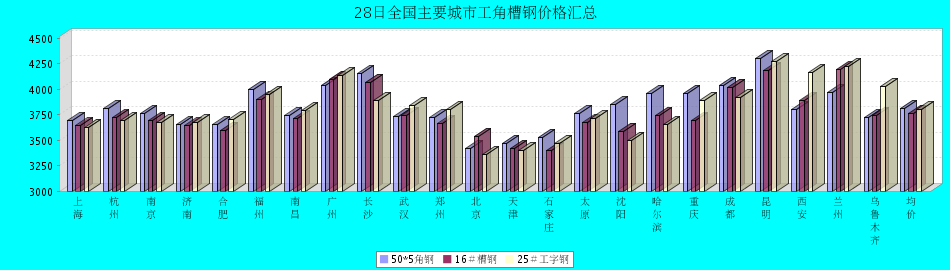 28日全国主要城市工角槽钢价格汇总
4500
4250
4000
3750
3500
3250
3000
上海
杭州
南京
济南
合肥
福州
南昌
广州
长沙
武汉
郑州
北京
天津
石家庄
太原
沈阳
哈尔滨
重庆
成都
昆明
西安
兰州
乌鲁木齐
均价
50*5角钢 16#槽钢 25#工字钢